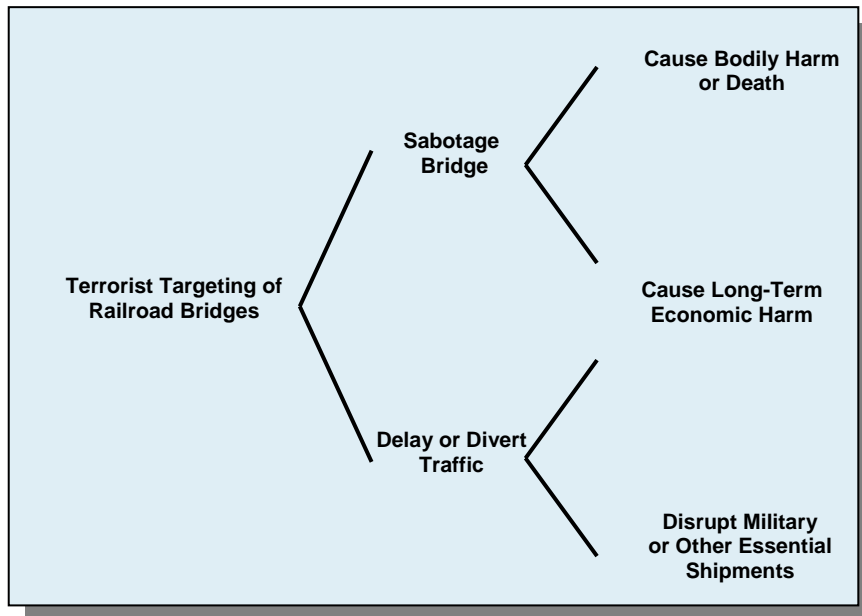 Cause Bodily Harm
or Death
Sabotage
Bridge
Terrorist Targeting of
Railroad Bridges
Cause Long-Term
Economic Harm
Delay or Divert
Traffic
Disrupt Military
or Other Essential
Shipments